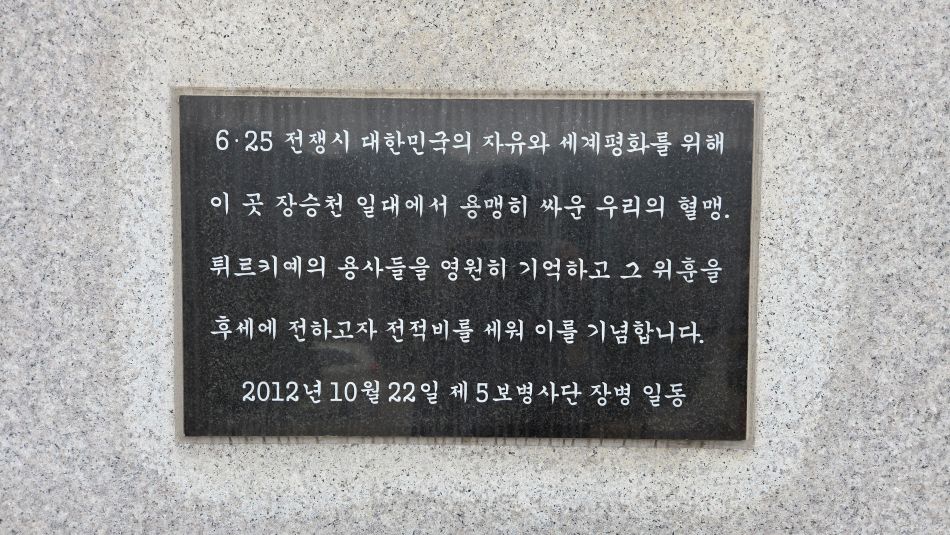 6·25 전쟁시 대한민국의 자유와 세계평화를 위해
이 곳 장승천 일대에서 용맹히 싸운 우리의 혈맹.
튀르키예의 용사들을 영원히 기억하고 그 위훈을
후세에 전하고자 전적비를 세워 이를 기념합니다.
2012년 10월 22일 제5보병사단 장병 일동